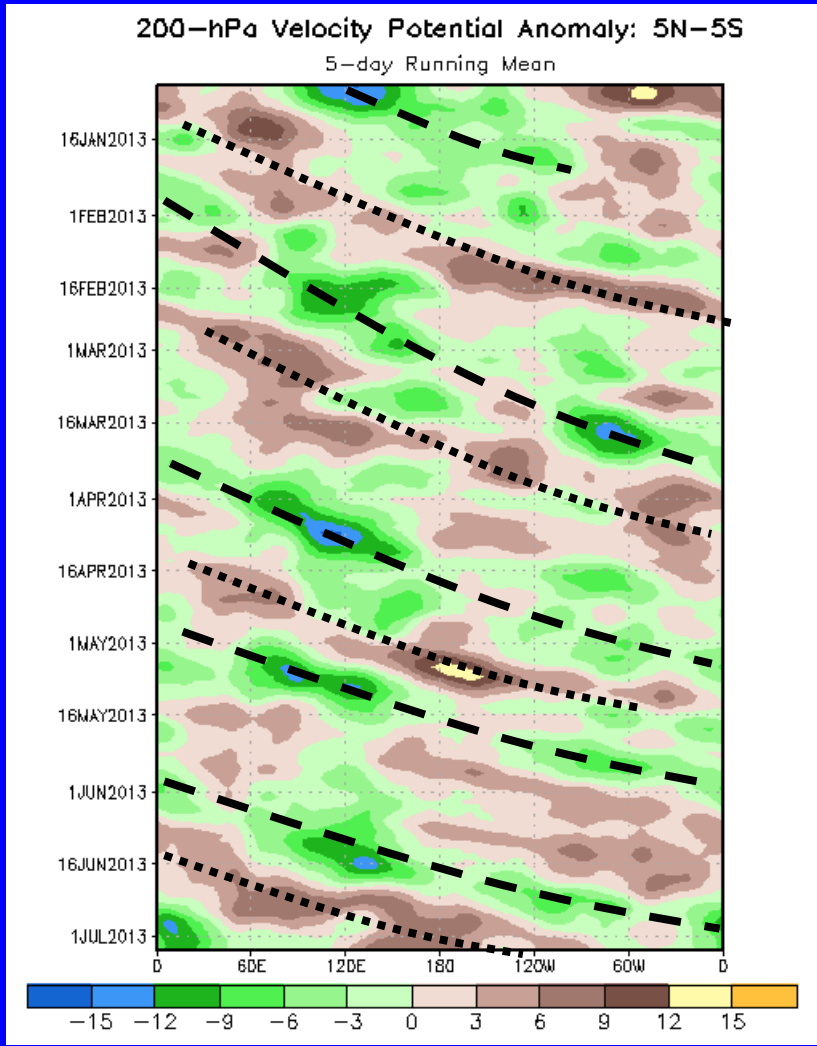 200-hPa Velocity Potential Anomaly: 5N-5S
5-day Running Mean
16JAN2013
1FEB2013
16FEB2013
1MAR2013
16MAR2013
1APR2013
16APR2013
1MAY2013
16MAY2013
1JUN2013
16JUN2013
1JUL2013
0 60E 120E 180 120W 60W 0
-15 -12 -9 -6 -3 0 3 6 9 12 15